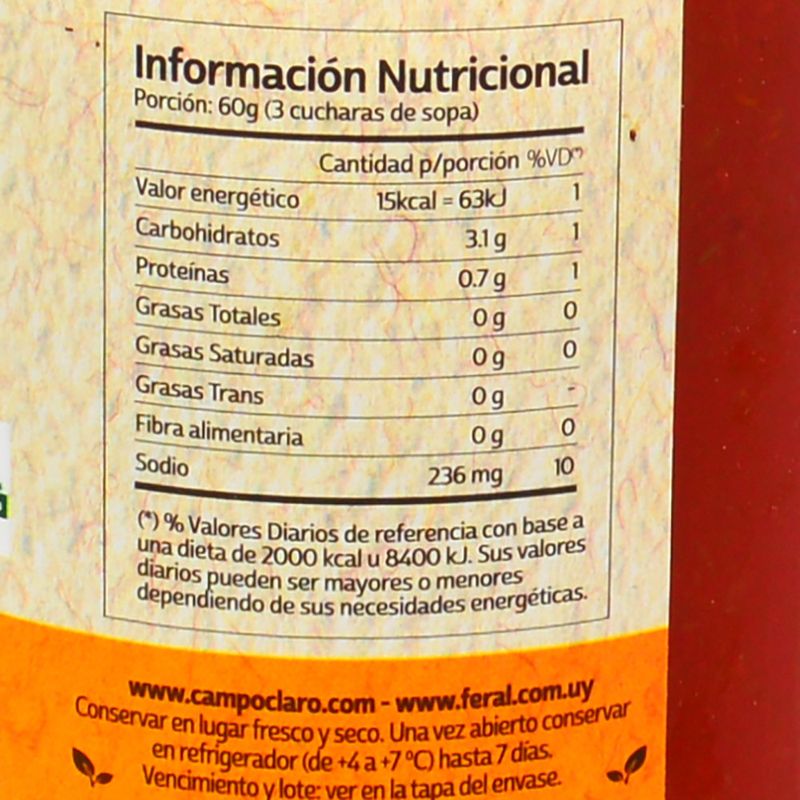 Información Nutricional
Porción: 60g (3 cucharas de sopa)
Cantidad p/porción %VD(*)
Valor energético 15kcal = 63kJ 1
Carbohidratos 3.1 g 1
Proteínas 0.7 g 1
Grasas Totales 0 g 0
Grasas Saturadas 0 g 0
Grasas Trans 0 g -
Fibra alimentaria 0 g 0
Sodio 236 mg 10
(*) % Valores Diarios de referencia con base a
una dieta de 2000 kcal u 8400 kJ. Sus valores
diarios pueden ser mayores o menores
dependiendo de sus necesidades energéticas.
www.campoclaro.com - www.feral.com.uy
Conservar en lugar fresco y seco. Una vez abierto conservar
en refrigerador (de +4 a +7 ºC) hasta 7 días.
Vencimiento y lote: ver en la tapa del envase.